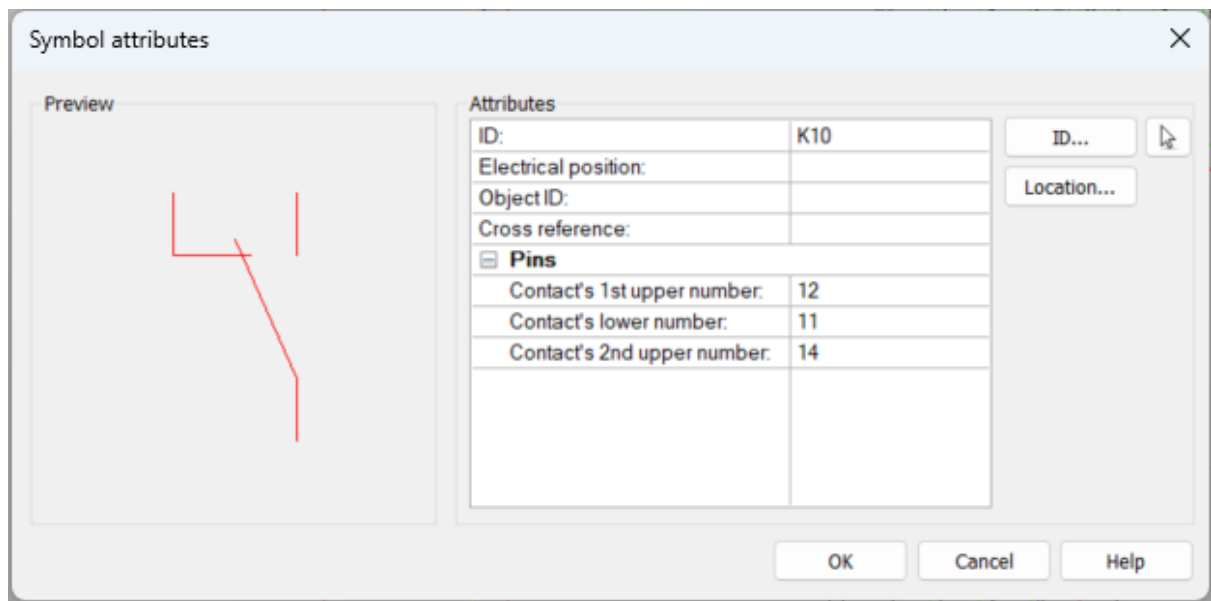 Symbol attributes
Preview
Attributes
ID: K10
Electrical position:
Object ID:
Cross reference:
Pins
Contact's 1st upper number: 12
Contact's lower number: 11
Contact's 2nd upper number: 14
ID...
Location...
OK Cancel Help